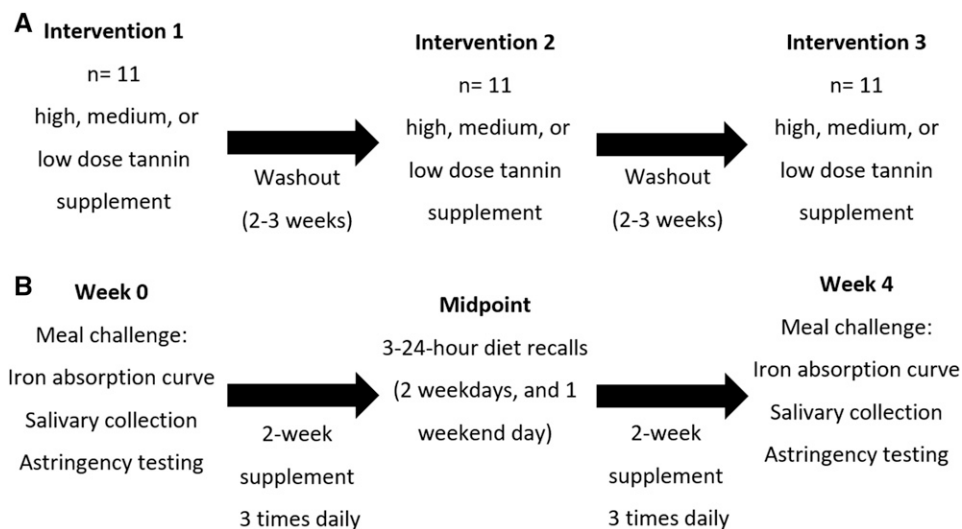 A
Intervention 1
n= 11
high, medium, or
low dose tannin
supplement
Washout
(2-3 weeks)
Intervention 2
n= 11
high, medium, or
low dose tannin
supplement
Washout
(2-3 weeks)
Intervention 3
n= 11
high, medium, or
low dose tannin
supplement
B
Week 0
Meal challenge:
Iron absorption curve
Salivary collection
Astringency testing
2-week
supplement
3 times daily
Midpoint
3-24-hour diet recalls
(2 weekdays, and 1
weekend day)
2-week
supplement
3 times daily
Week 4
Meal challenge:
Iron absorption curve
Salivary collection
Astringency testing